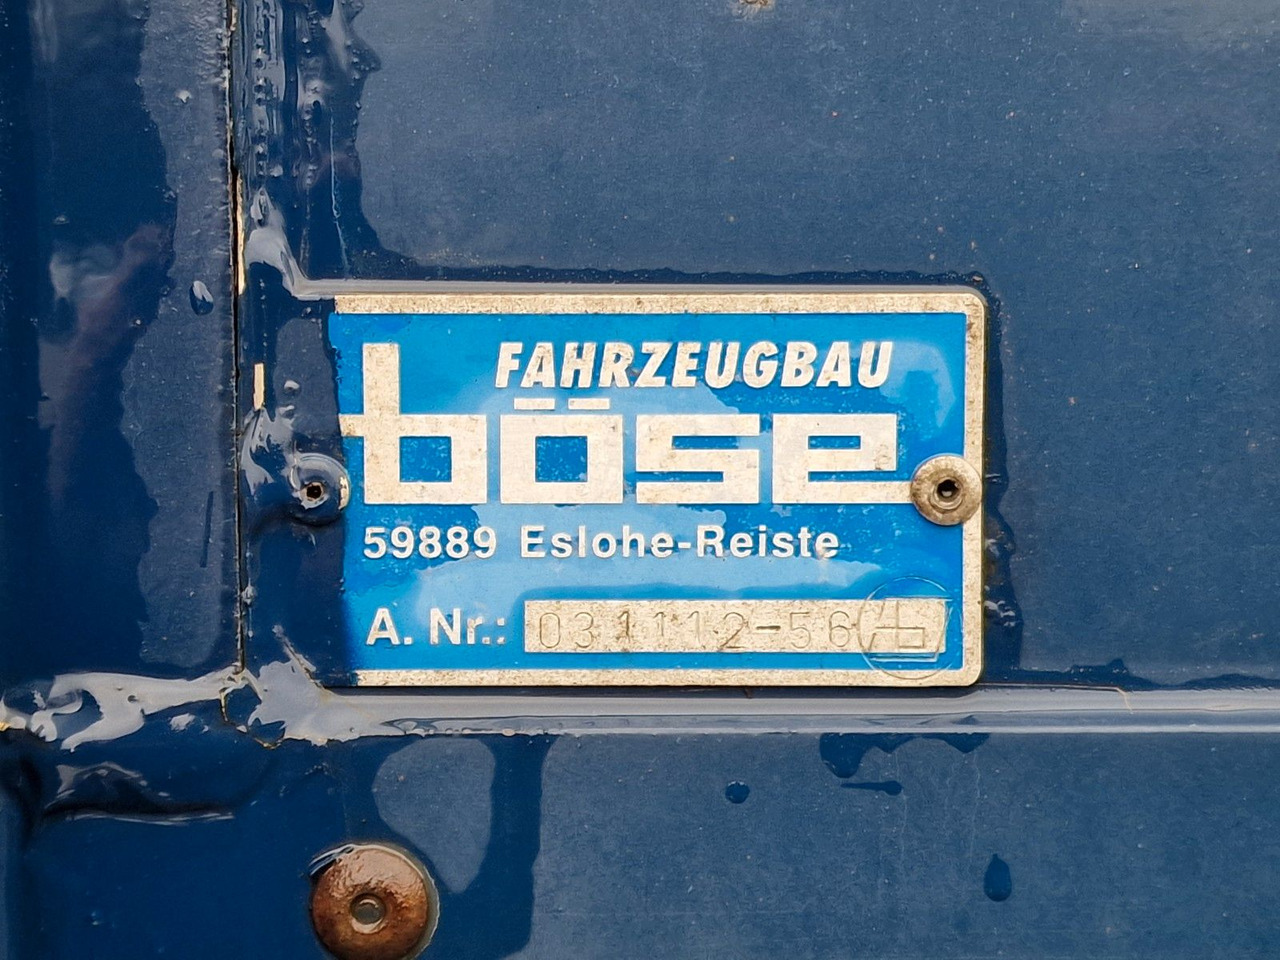 FAHRZEUGBAU
böse
59889 Eslohe-Reiste
A. Nr.: 031112-56